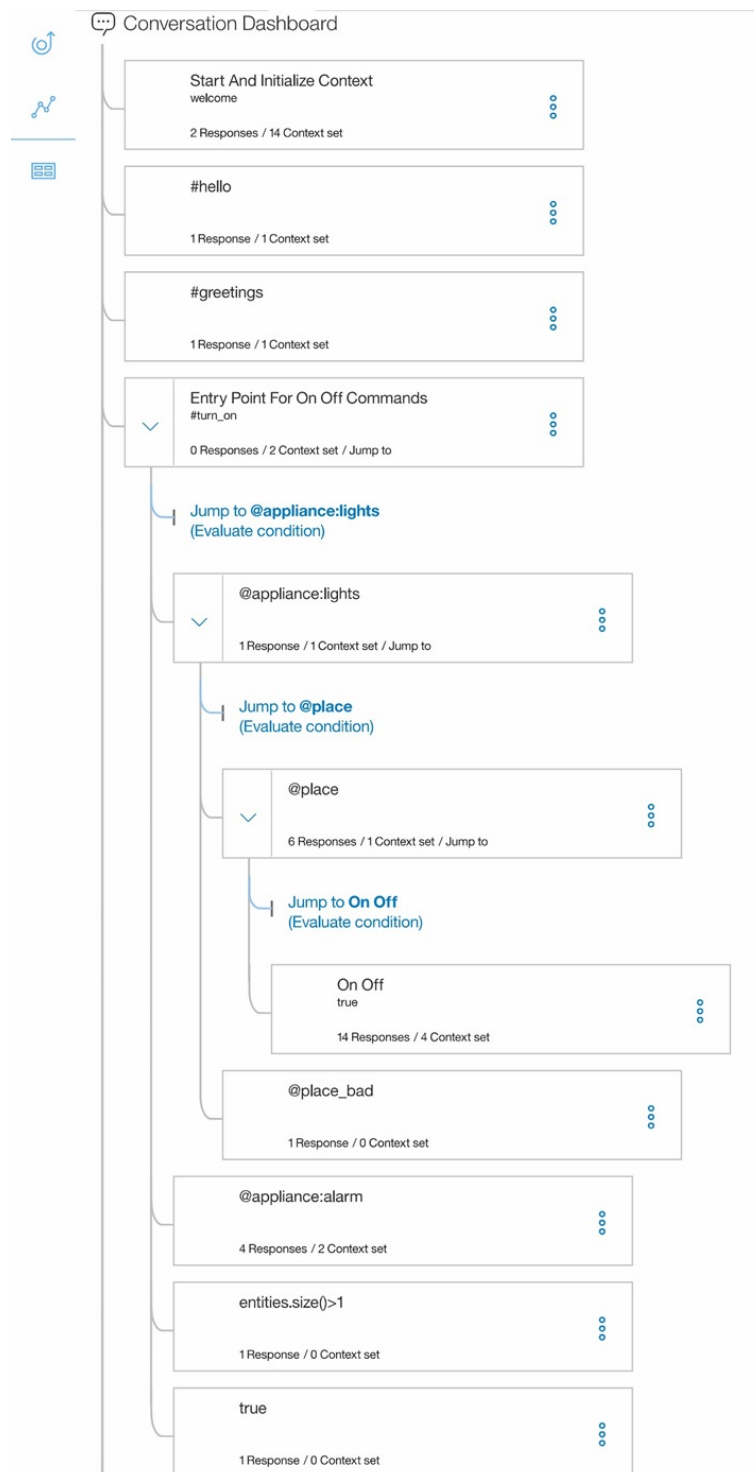 Conversation Dashboard
Start And Initialize Context
welcome
2 Responses / 14 Context set
#hello
1 Response / 1 Context set
#greetings
1 Response / 1 Context set
Entry Point For On Off Commands
#turn_on
0 Responses / 2 Context set / Jump to
Jump to @appliance:lights
(Evaluate condition)
@appliance:lights
1 Response / 1 Context set / Jump to
Jump to @place
(Evaluate condition)
@place
6 Responses / 1 Context set / Jump to
Jump to On Off
(Evaluate condition)
On Off
true
14 Responses / 4 Context set
@place_bad
1 Response / 0 Context set
@appliance:alarm
4 Responses / 2 Context set
entities.size()>1
1 Response / 0 Context set
true
1 Response / 0 Context set